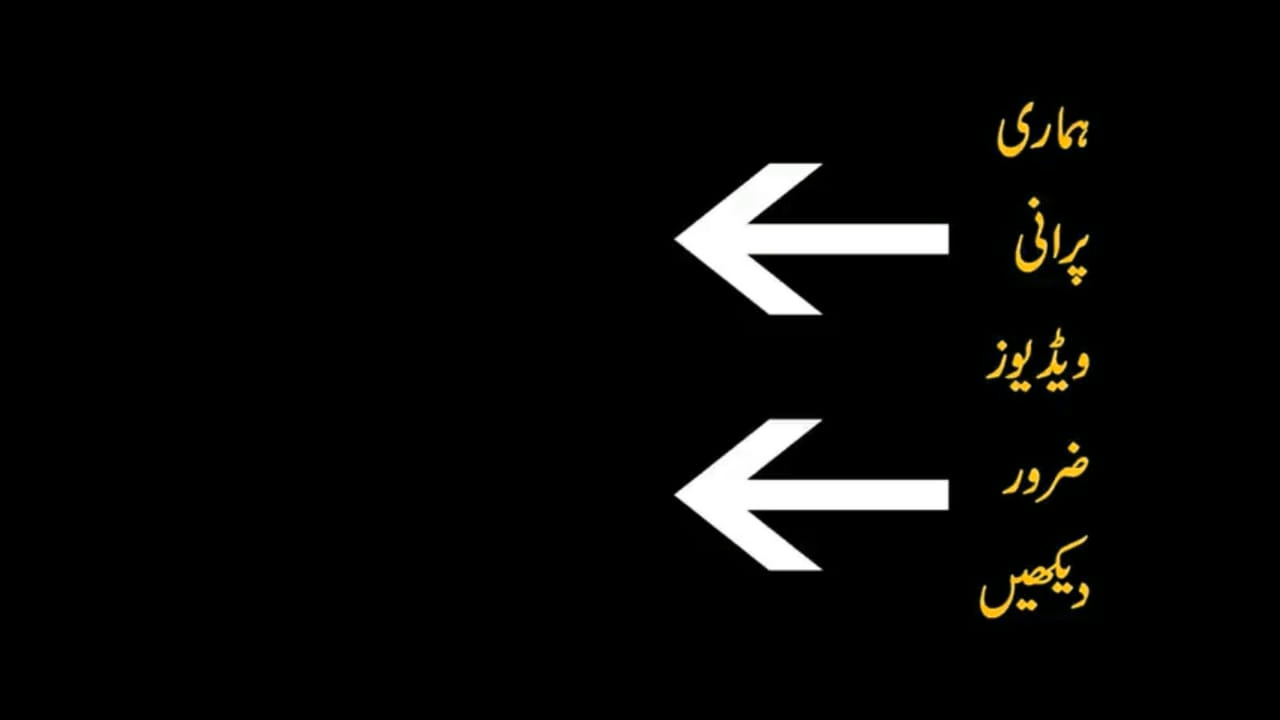 ہماری
پرانی
ویڈیوز
ضرور
دیکھیں